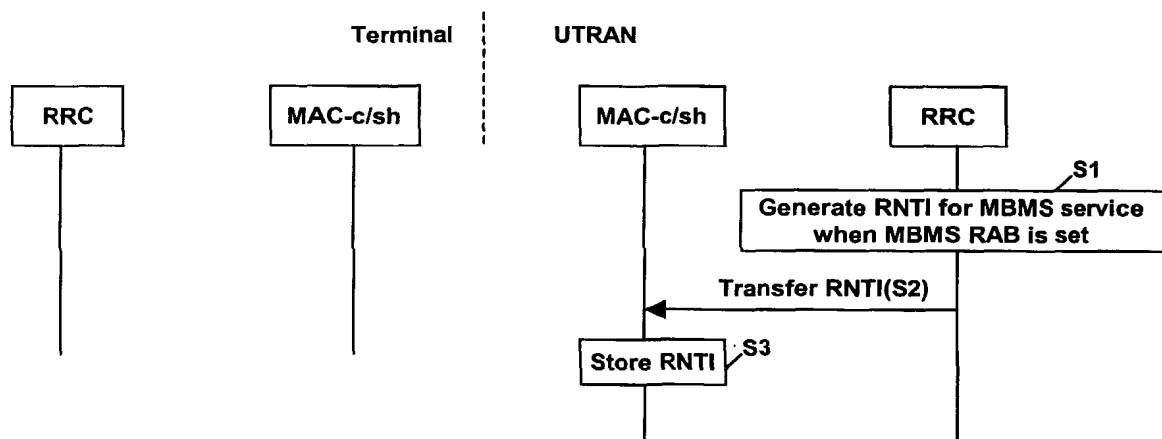 Terminal
UTRAN
RRC
MAC-c/sh
MAC-c/sh
RRC
S1
Generate RNTI for MBMS service
when MBMS RAB is set
Transfer RNTI(S2)
Store RNTI
S3